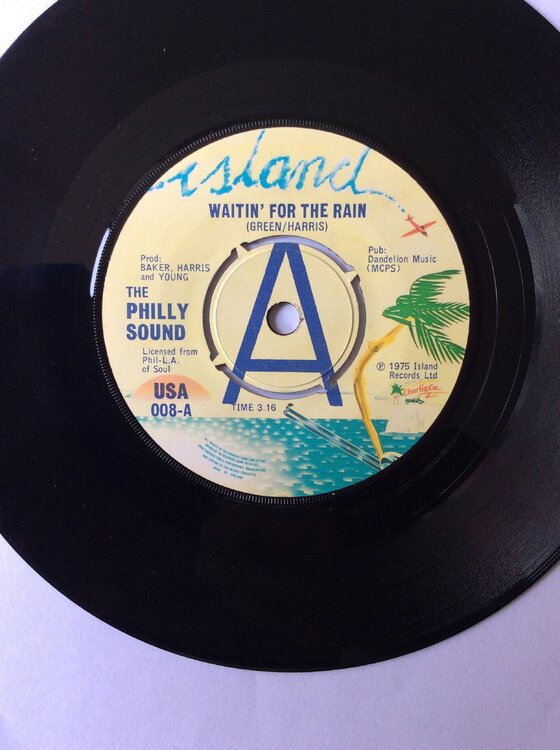 island
WAITIN' FOR THE RAIN
(GREEN/HARRIS)
Prod:
BAKER, HARRIS
and YOUNG
Pub:
Dandelion Music
(MCPS)
THE
PHILLY
SOUND
A
Licensed from
Phil-L.A.
of Soul
℗ 1975 Island
Records Ltd
Charlies
USA
008-A
TIME 3.16